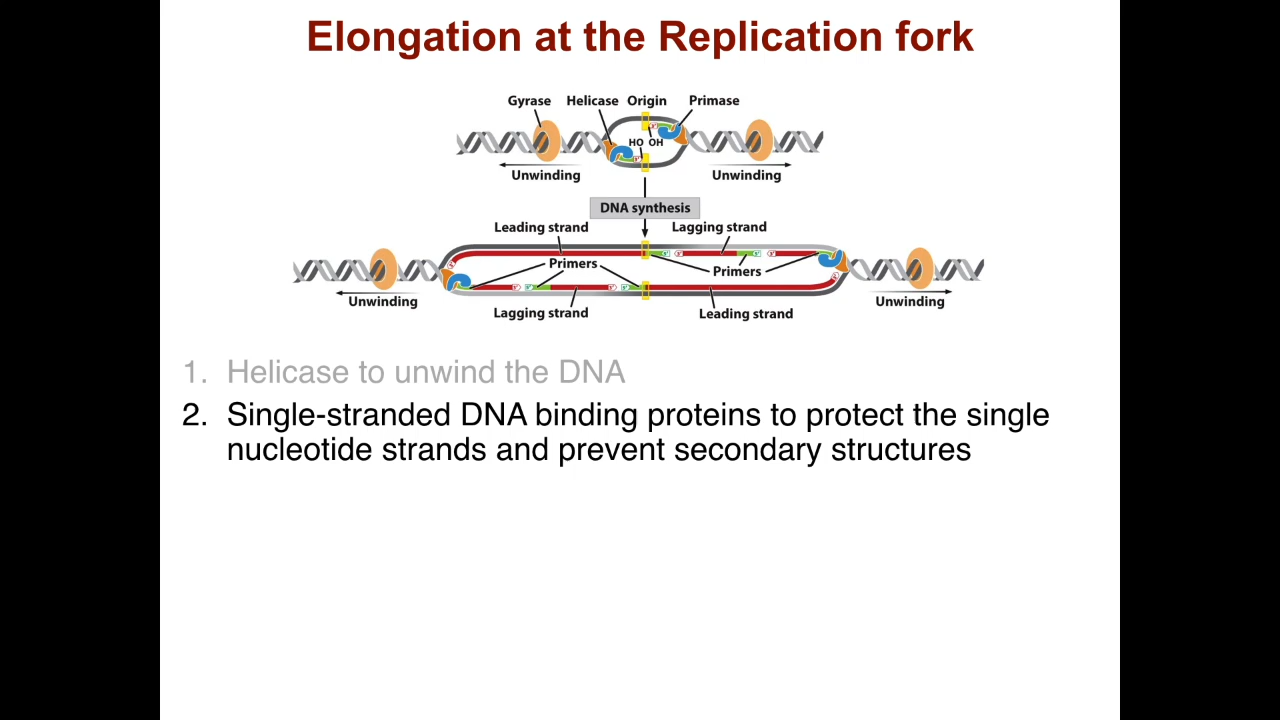 Elongation at the Replication fork
Gyrase Helicase Origin Primase
HO OH
Unwinding Unwinding
DNA synthesis
Leading strand Lagging strand
Primers
Primers
Unwinding Unwinding
Lagging strand Leading strand
1. Helicase to unwind the DNA
2. Single-stranded DNA binding proteins to protect the single
nucleotide strands and prevent secondary structures